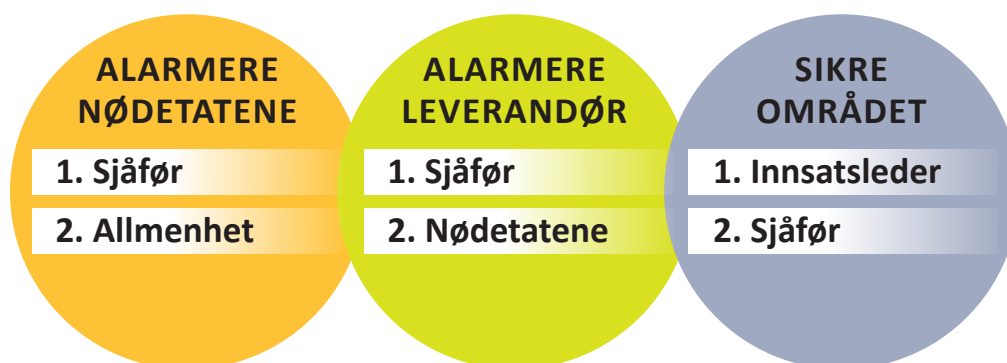 ALARMERE
NØDETATENE
1. Sjåfør
2. Allmenhet
ALARMERE
LEVERANDØR
1. Sjåfør
2. Nødetatene
SIKRE
OMRÅDET
1. Innsatsleder
2. Sjåfør